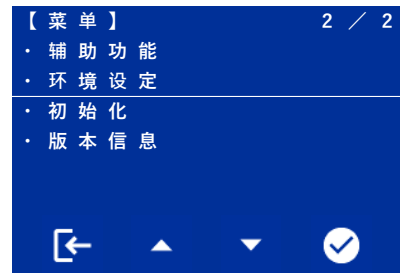 【菜单】 2／2
・辅助功能
・环境设定
・初始化
・版本信息